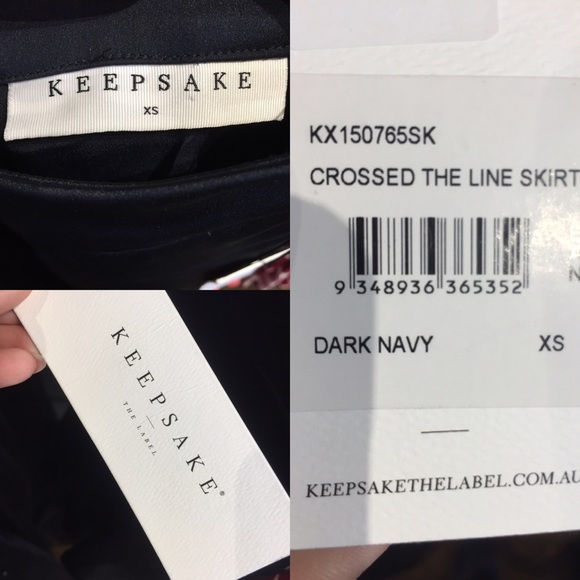 KEEPSAKE
XS
KX150765SK
CROSSED THE LINE SKIRT
9 348936 365352
N
DARK NAVY XS
KEEPSAKETHELABEL.COM.AU
KEEPSAKE®
THE LABEL